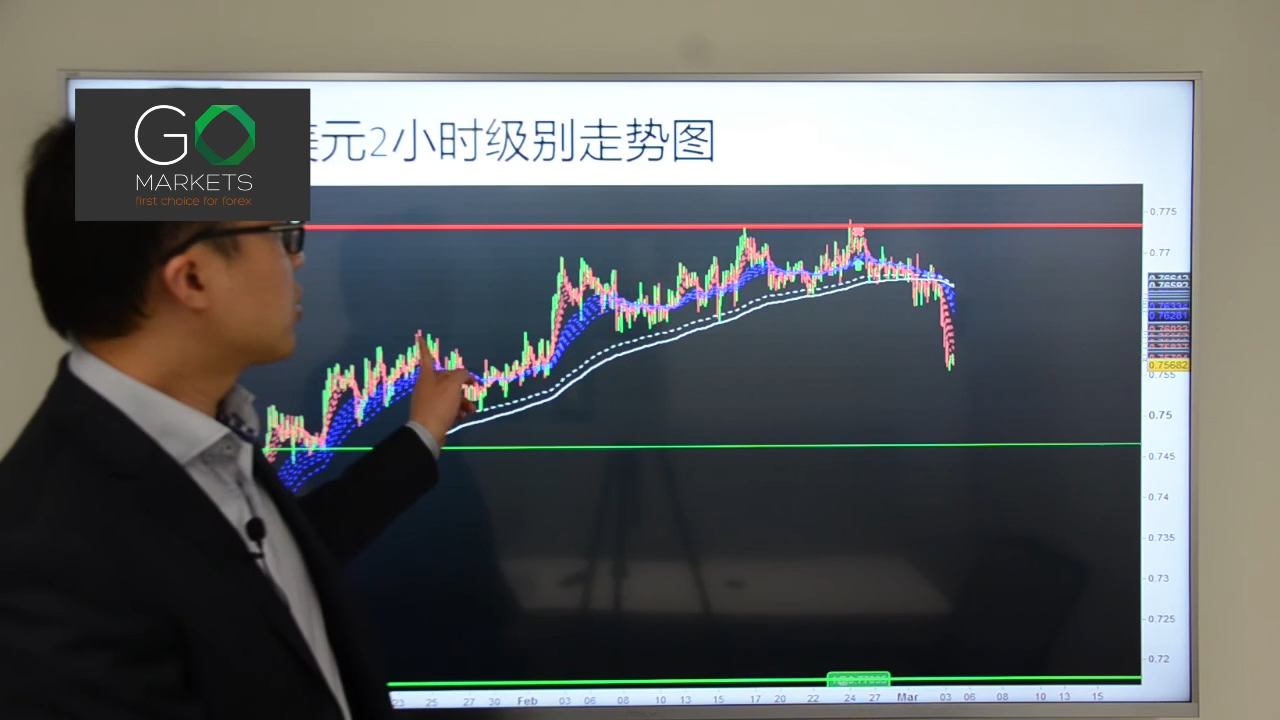 GO
MARKETS
first choice for forex
元2小时级别走势图
0.775
0.77
0.76281
0.75682
0.755
0.75
0.745
0.74
0.735
0.73
0.725
0.72
23 25 27 30 Feb 03 06 08 10 13 15 17 20 22 24 27 Mar 03 06 08 10 13 15